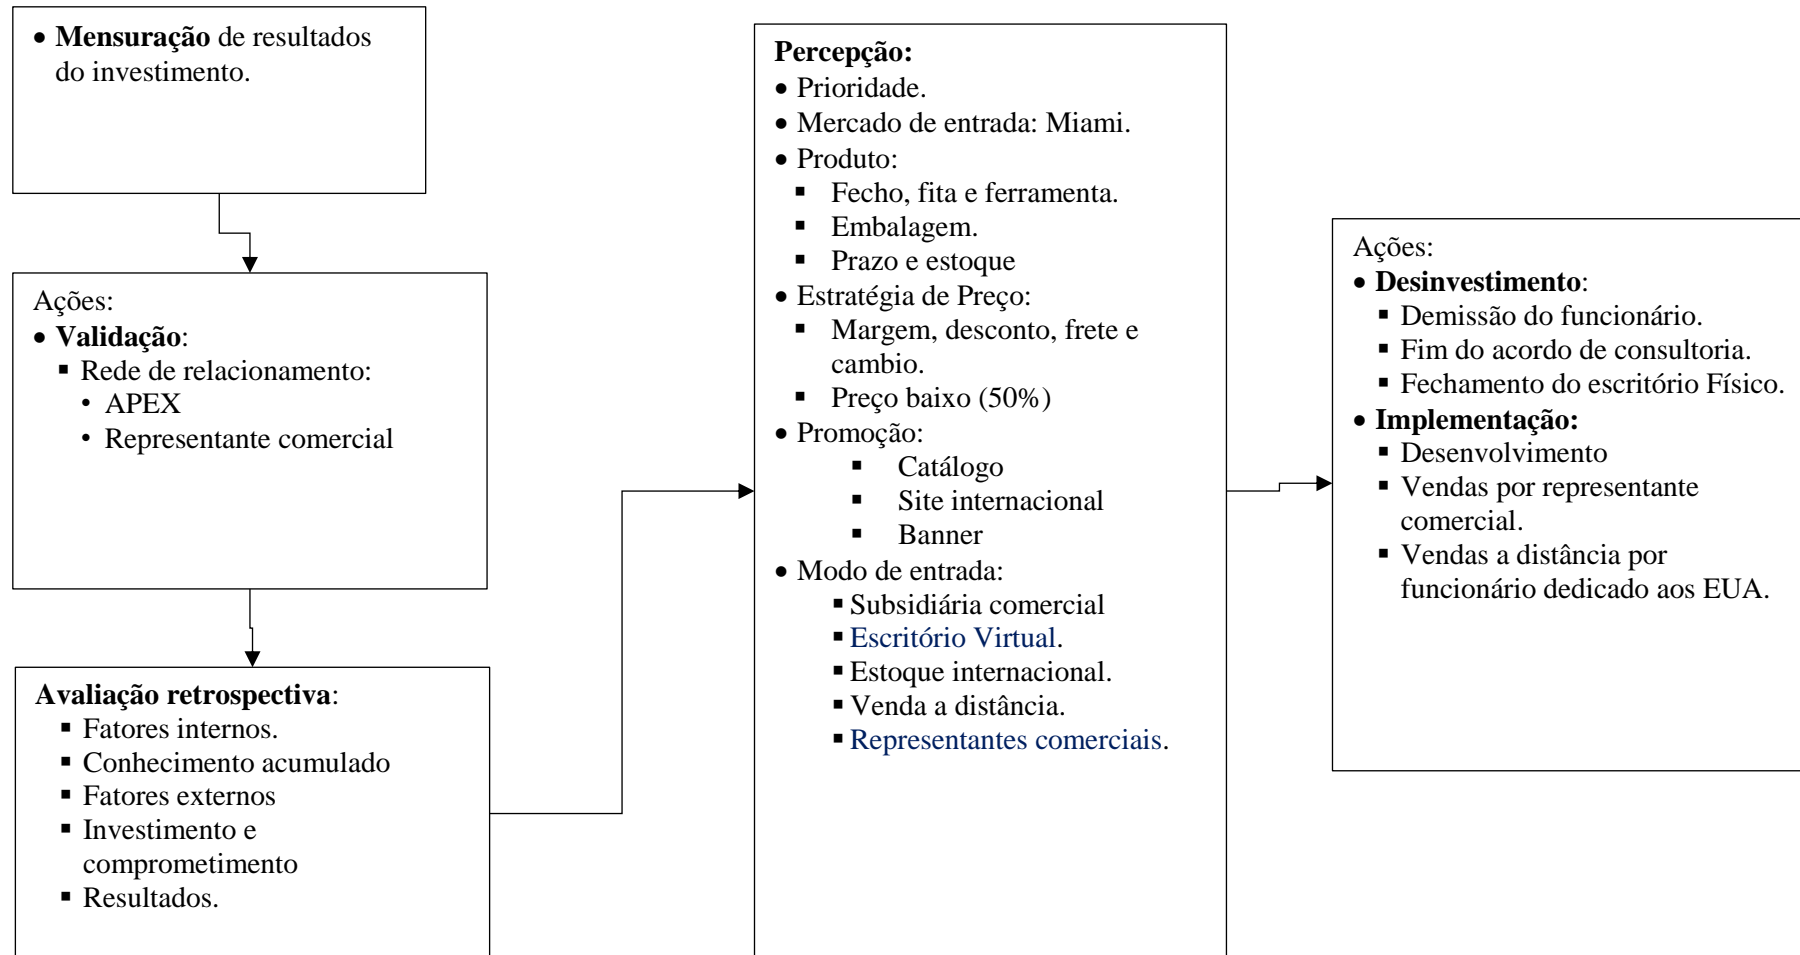 • Mensuração de resultados
do investimento.
Ações:
• Validação:
▪ Rede de relacionamento:
• APEX
• Representante comercial
Avaliação retrospectiva:
▪ Fatores internos.
▪ Conhecimento acumulado
▪ Fatores externos
▪ Investimento e
comprometimento
▪ Resultados.
Percepção:
• Prioridade.
• Mercado de entrada: Miami.
• Produto:
▪ Fecho, fita e ferramenta.
▪ Embalagem.
▪ Prazo e estoque
• Estratégia de Preço:
▪ Margem, desconto, frete e
cambio.
▪ Preço baixo (50%)
• Promoção:
▪ Catálogo
▪ Site internacional
▪ Banner
• Modo de entrada:
▪ Subsidiária comercial
▪ Escritório Virtual.
▪ Estoque internacional.
▪ Venda a distância.
▪ Representantes comerciais.
Ações:
• Desinvestimento:
▪ Demissão do funcionário.
▪ Fim do acordo de consultoria.
▪ Fechamento do escritório Físico.
• Implementação:
▪ Desenvolvimento
▪ Vendas por representante
comercial.
▪ Vendas a distância por
funcionário dedicado aos EUA.